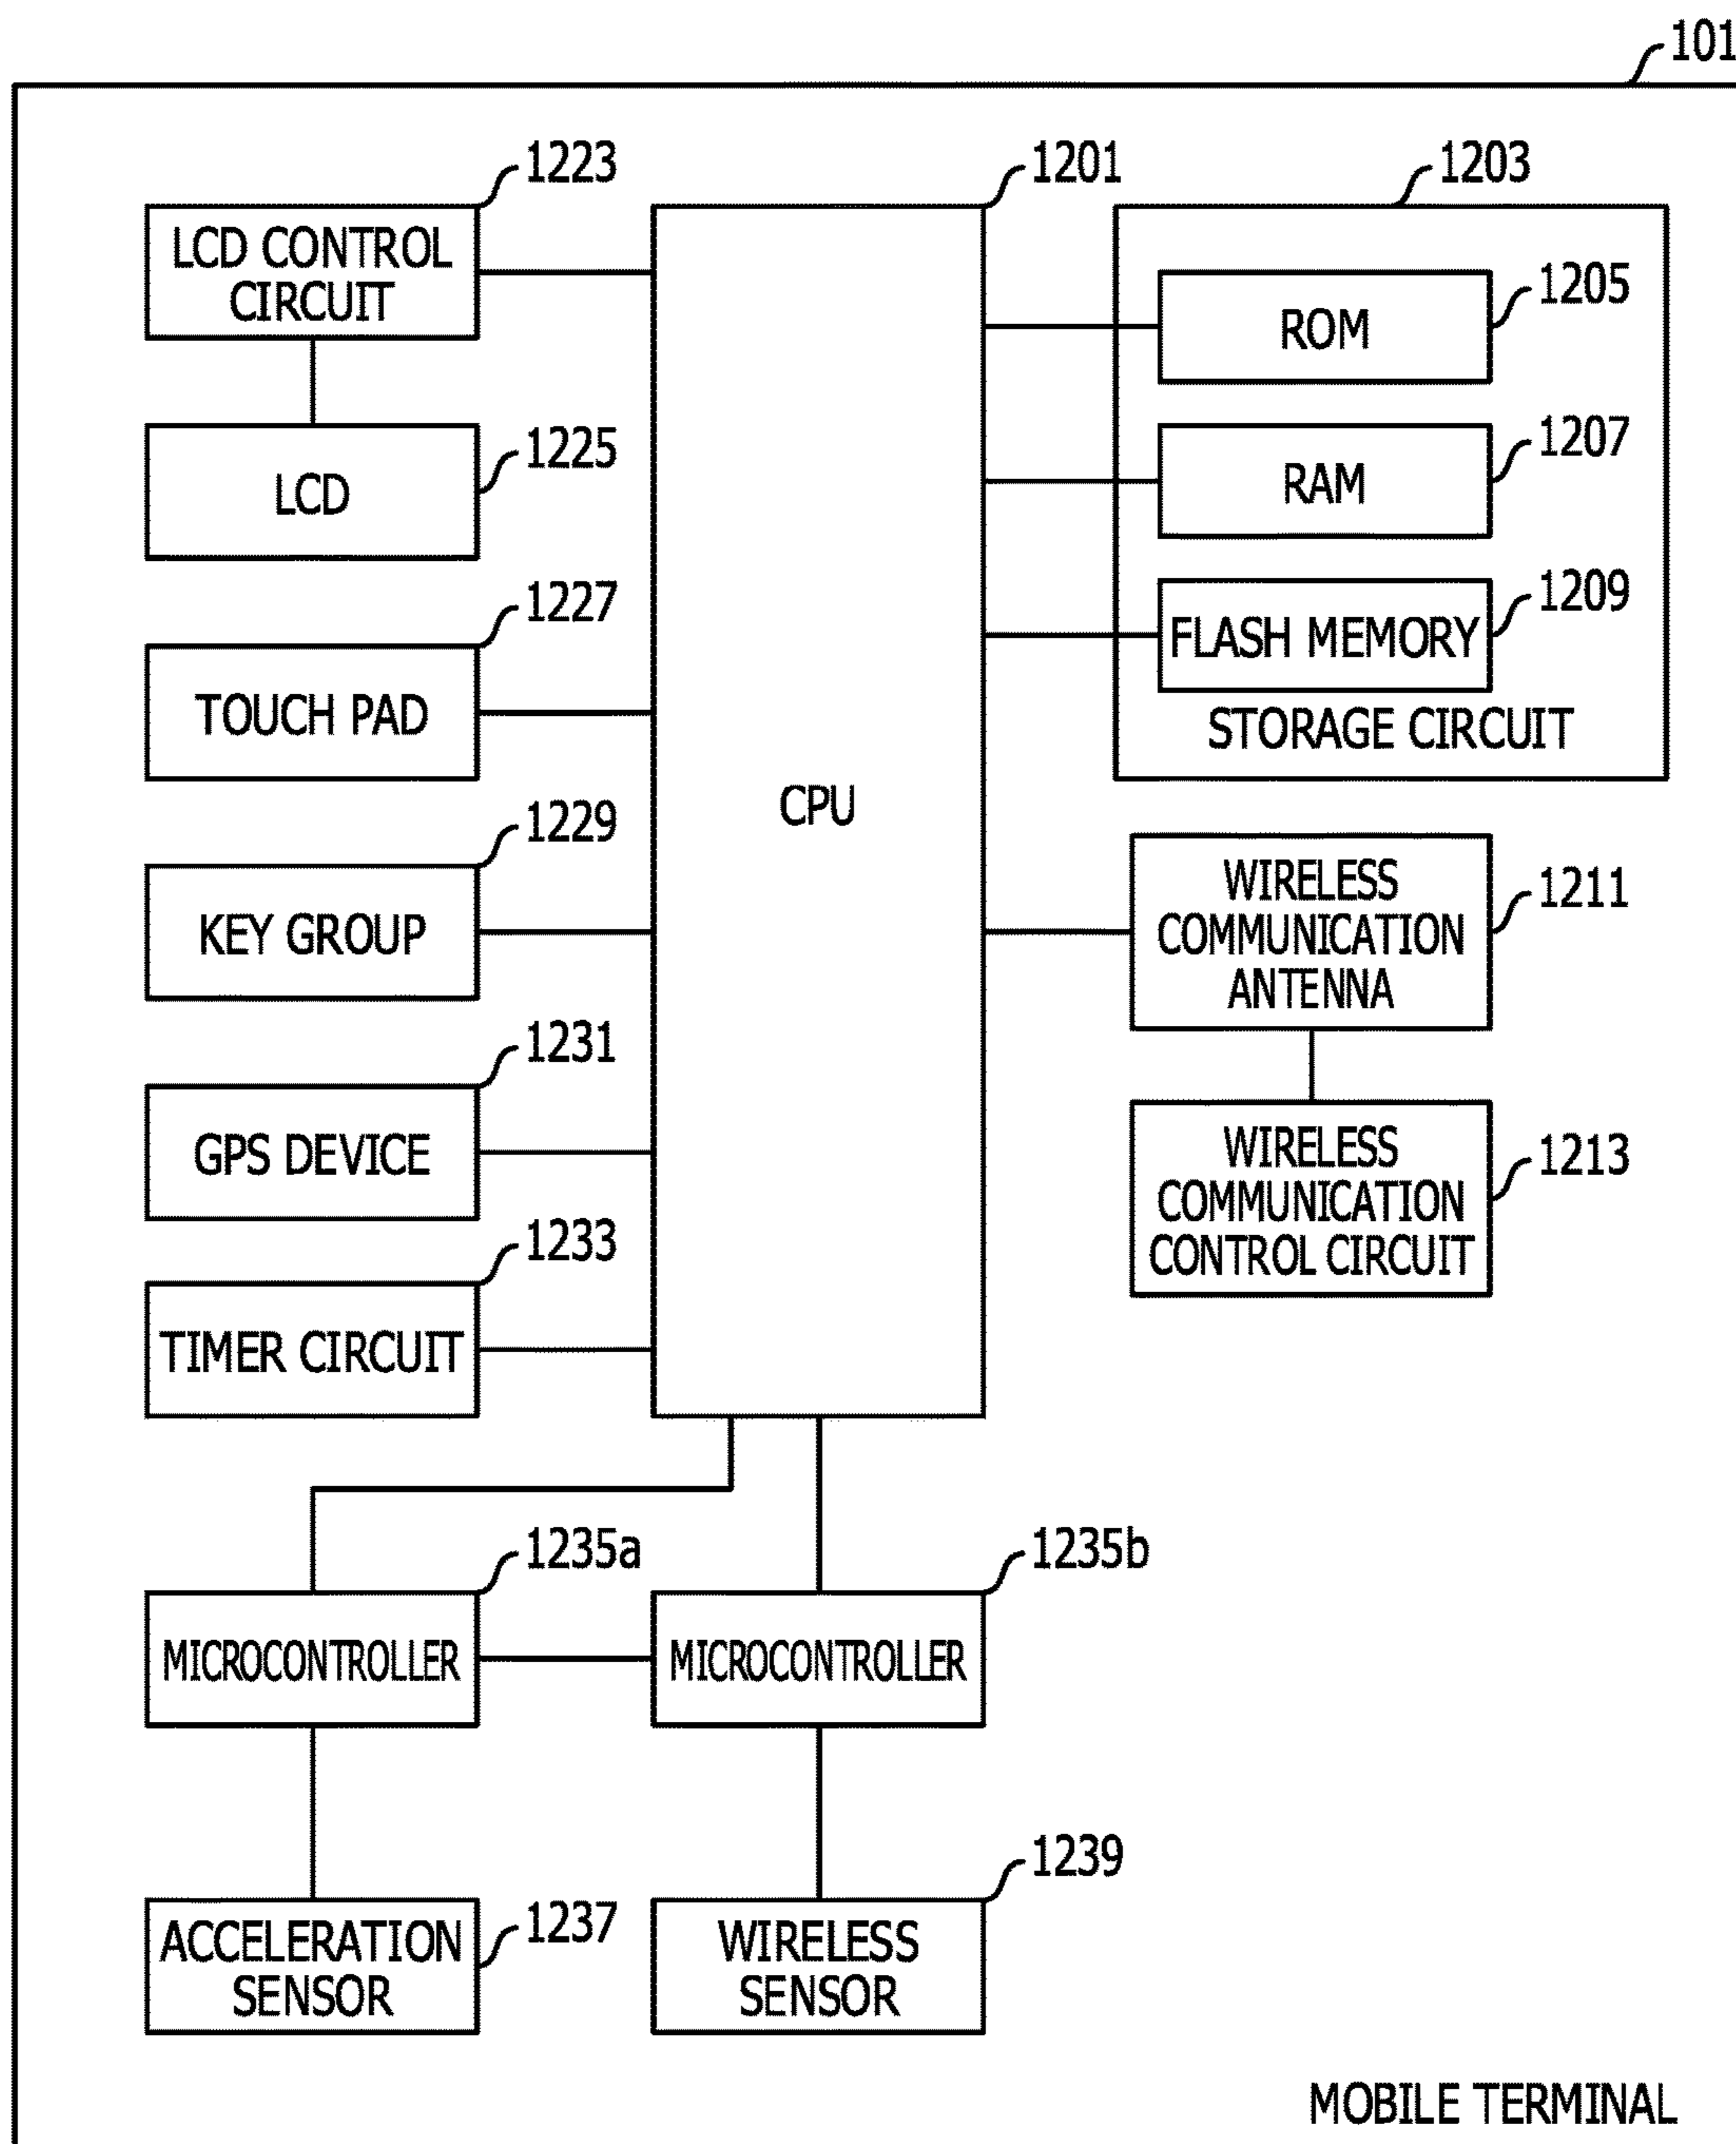 101
1223
1201
1203
LCD CONTROL
CIRCUIT
1205
ROM
1225
LCD
1207
RAM
1227
TOUCH PAD
1209
FLASH MEMORY
STORAGE CIRCUIT
CPU
1229
KEY GROUP
WIRELESS
COMMUNICATION
ANTENNA
1211
1231
GPS DEVICE
WIRELESS
COMMUNICATION
CONTROL CIRCUIT
1213
1233
TIMER CIRCUIT
1235a
MICROCONTROLLER
1235b
MICROCONTROLLER
1237
ACCELERATION
SENSOR
1239
WIRELESS
SENSOR
MOBILE TERMINAL